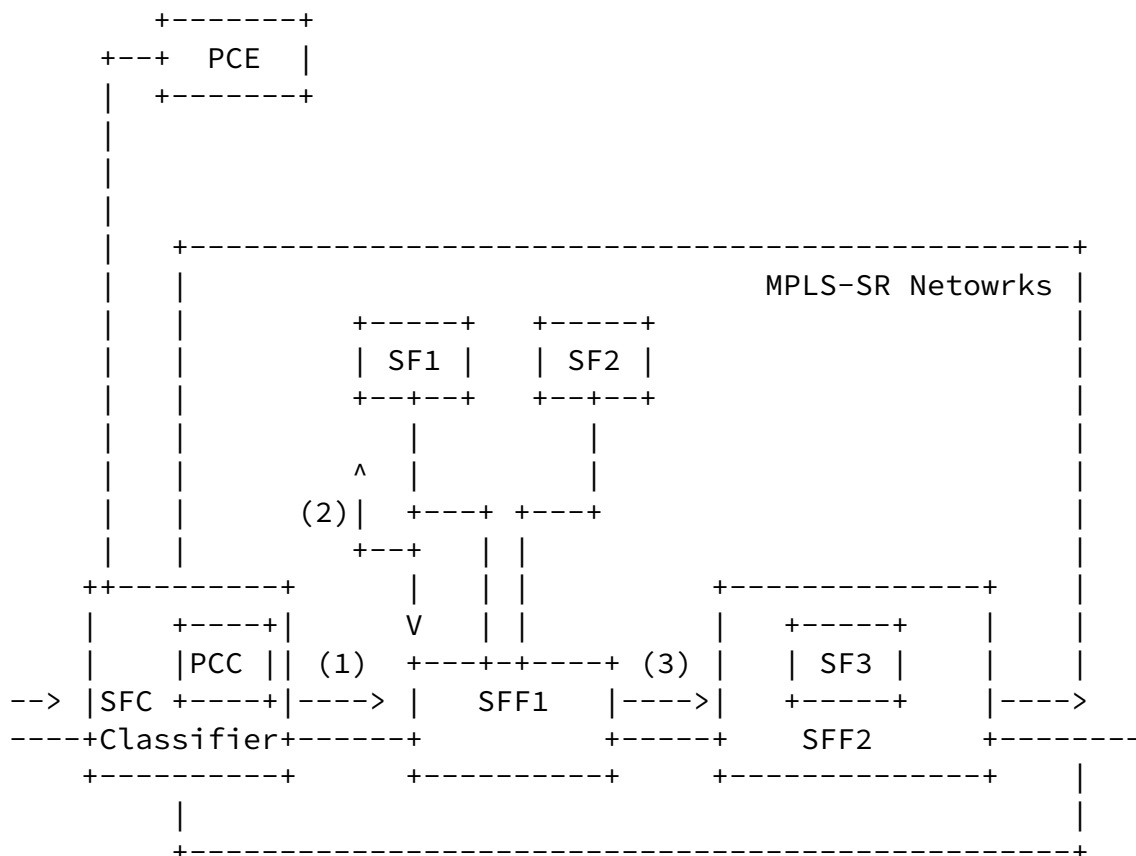 PCE
MPLS-SR Netowrks
SF1 SF2
(2)
PCC (1) (3) SF3
SFC SFF1
Classifier SFF2